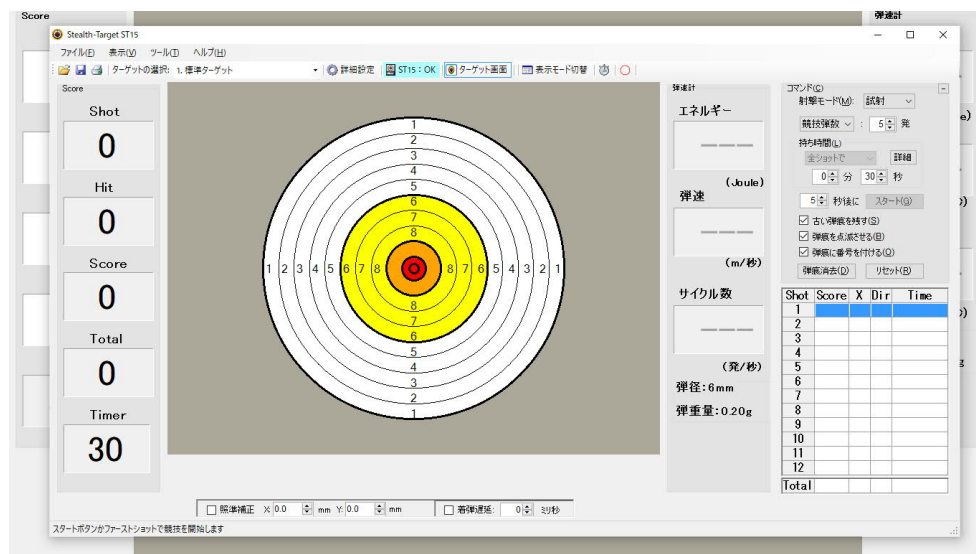 Score
弾速計
Stealth-Target ST15
ファイル(F) 表示(V) ツール(T) ヘルプ(H)
ターゲットの選択: 1. 標準ターゲット 詳細設定 ST15：OK ターゲット画面 表示モード切替
Score
Shot
0
Hit
0
Score
0
Total
0
Timer
30
1
2
3
4
5
6
7
8
1 2 3 4 5 6 7 8 8 7 6 5 4 3 2 1
8
7
6
5
4
3
2
1
弾速計
エネルギー
---
(Joule)
弾速
---
(m/秒)
サイクル数
---
(発/秒)
弾径:6mm
弾重量:0.20g
コマンド(C)
射撃モード(M): 試射
競技弾数 : 5 発
持ち時間(L)
全ショットで 詳細
0 分 30 秒
5 秒後に スタート(G)
古い弾痕を残す(S)
弾痕を点滅させる(B)
弾痕に番号を付ける(O)
弾痕消去(D) リセット(R)
Shot Score X Dir Time
1
2
3
4
5
6
7
8
9
10
11
12
Total
照準補正 X: 0.0 mm Y: 0.0 mm 着弾遅延: 0 ミリ秒
スタートボタンかファーストショットで競技を開始します